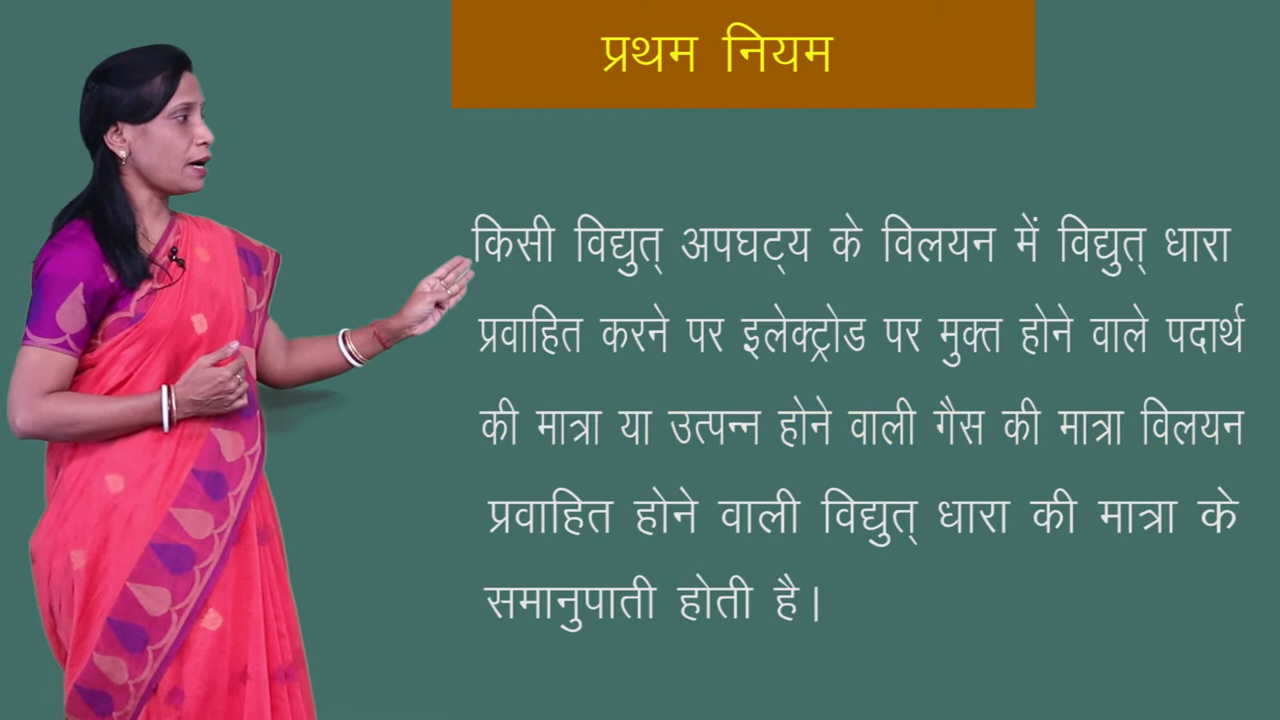 प्रथम नियम
किसी विद्युत् अपघट्य के विलयन में विद्युत् धारा
प्रवाहित करने पर इलेक्ट्रोड पर मुक्त होने वाले पदार्थ
की मात्रा या उत्पन्न होने वाली गैस की मात्रा विलयन
प्रवाहित होने वाली विद्युत् धारा की मात्रा के
समानुपाती होती है।